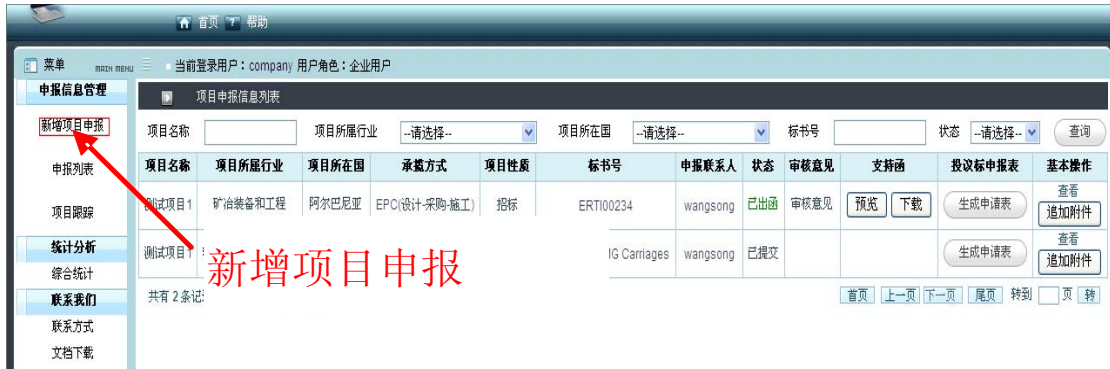 首页 ? 帮助
菜单 MAIN MENU 当前登录用户：company 用户角色：企业用户
申报信息管理
新增项目申报
申报列表
项目跟踪
统计分析
综合统计
联系我们
联系方式
文档下载
项目申报信息列表
项目名称 项目所属行业 --请选择-- 项目所在国 --请选择-- 标书号 状态 --请选择-- 查询
项目名称 项目所属行业 项目所在国 承揽方式 项目性质 标书号 申报联系人 状态 审核意见 支持函 投议标申报表 基本操作
测试项目1 矿冶装备和工程 阿尔巴尼亚 EPC(设计-采购-施工) 招标 ERTI00234 wangsong 已出函 审核意见 预览 下载 生成申请表 查看 追加附件
测试项目1 IG Carriages wangsong 已提交 生成申请表 查看 追加附件
新增项目申报
共有 2 条记 首页 上一页 下一页 尾页 转到 页 转